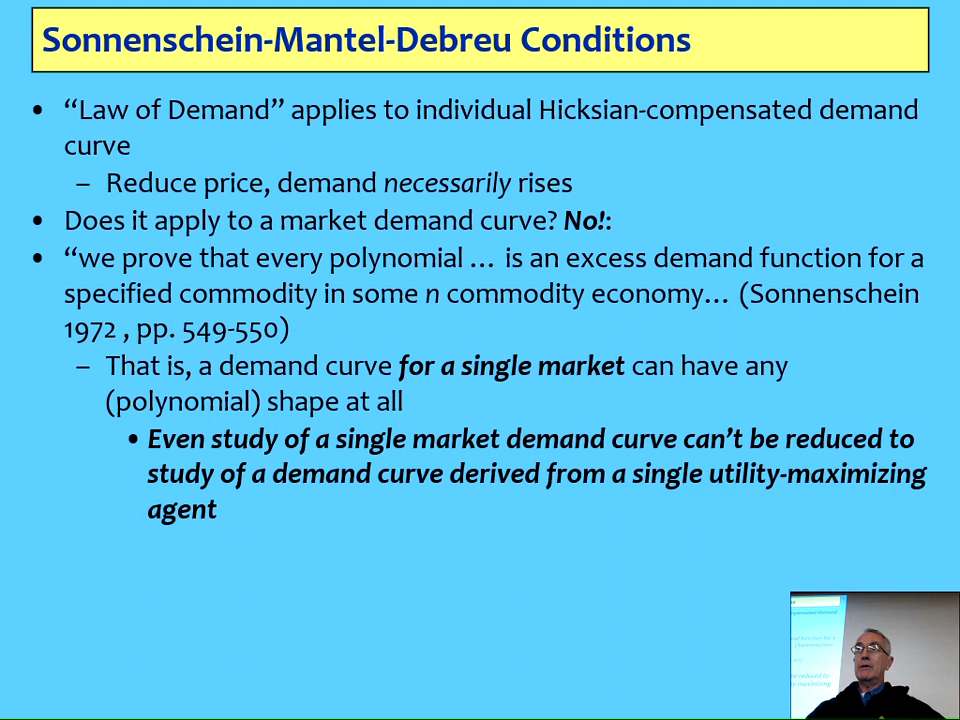 Sonnenschein-Mantel-Debreu Conditions
• “Law of Demand” applies to individual Hicksian-compensated demand
curve
– Reduce price, demand necessarily rises
• Does it apply to a market demand curve? No!:
• “we prove that every polynomial … is an excess demand function for a
specified commodity in some n commodity economy… (Sonnenschein
1972 , pp. 549-550)
– That is, a demand curve for a single market can have any
(polynomial) shape at all
• Even study of a single market demand curve can’t be reduced to
study of a demand curve derived from a single utility-maximizing
agent